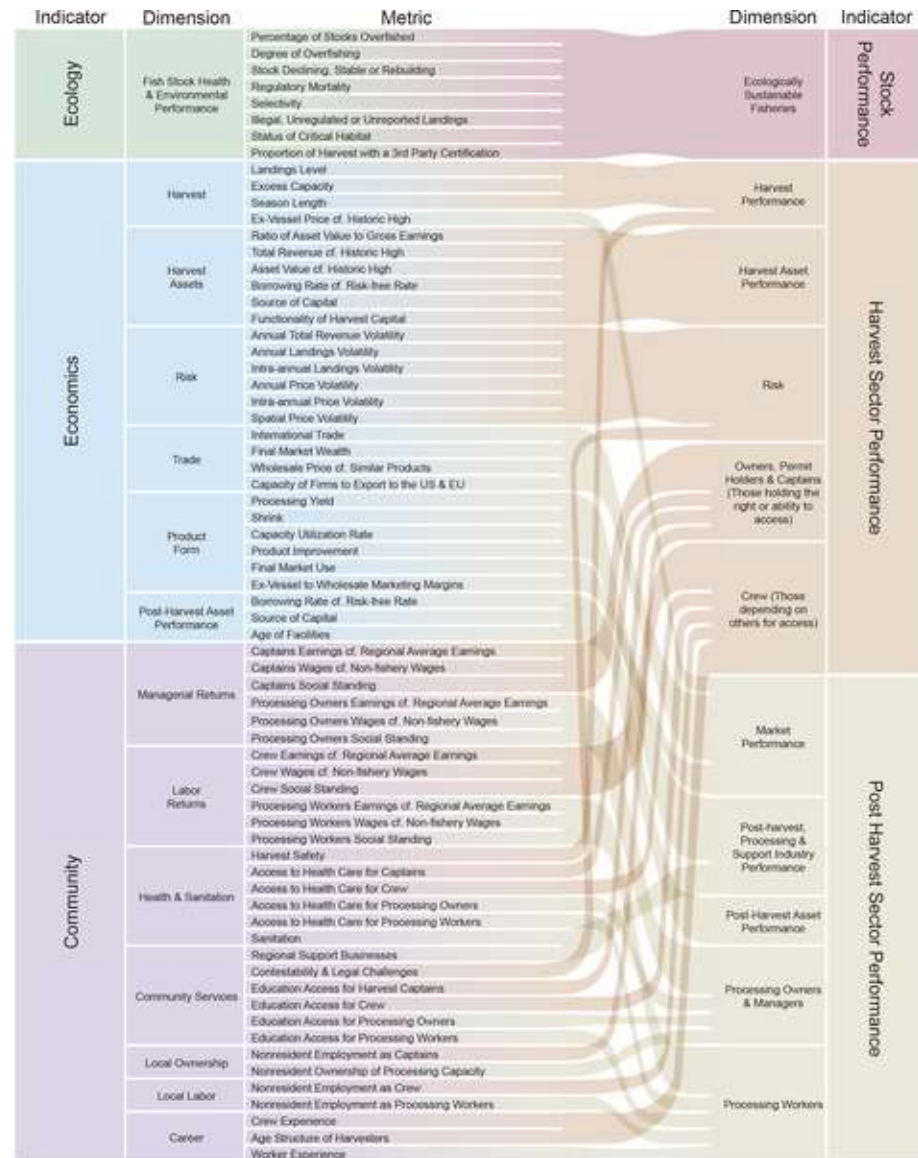 Indicator
Dimension
Metric
Dimension
Indicator
Ecology
Fish Stock Health
& Environmental
Performance
Percentage of Stocks Overfished
Degree of Overfishing
Stock Declining, Stable or Rebuilding
Regulatory Mortality
Selectivity
Illegal, Unregulated or Unreported Landings
Status of Critical Habitat
Proportion of Harvest with a 3rd Party Certification
Economics
Harvest
Landings Level
Excess Capacity
Season Length
Ex-Vessel Price cf. Historic High
Harvest
Assets
Ratio of Asset Value to Gross Earnings
Total Revenue cf. Historic High
Asset Value cf. Historic High
Borrowing Rate cf. Risk-free Rate
Source of Capital
Functionality of Harvest Capital
Risk
Annual Total Revenue Volatility
Annual Landings Volatility
Intra-annual Landings Volatility
Annual Price Volatility
Intra-annual Price Volatility
Spatial Price Volatility
Trade
International Trade
Final Market Wealth
Wholesale Price cf. Similar Products
Capacity of Firms to Export to the US & EU
Product
Form
Processing Yield
Shrink
Capacity Utilization Rate
Product Improvement
Final Market Use
Ex-Vessel to Wholesale Marketing Margins
Post-Harvest Asset
Performance
Borrowing Rate cf. Risk-free Rate
Source of Capital
Age of Facilities
Community
Managerial Returns
Captains Earnings cf. Regional Average Earnings
Captains Wages cf. Non-fishery Wages
Captains Social Standing
Processing Owners Earnings cf. Regional Average Earnings
Processing Owners Wages cf. Non-fishery Wages
Processing Owners Social Standing
Labor
Returns
Crew Earnings cf. Regional Average Earnings
Crew Wages cf. Non-fishery Wages
Crew Social Standing
Processing Workers Earnings cf. Regional Average Earnings
Processing Workers Wages cf. Non-fishery Wages
Processing Workers Social Standing
Health & Sanitation
Harvest Safety
Access to Health Care for Captains
Access to Health Care for Crew
Access to Health Care for Processing Owners
Access to Health Care for Processing Workers
Sanitation
Community Services
Regional Support Businesses
Contestability & Legal Challenges
Education Access for Harvest Captains
Education Access for Crew
Education Access for Processing Owners
Education Access for Processing Workers
Local Ownership
Nonresident Employment as Captains
Nonresident Ownership of Processing Capacity
Local Labor
Nonresident Employment as Crew
Nonresident Employment as Processing Workers
Career
Crew Experience
Age Structure of Harvesters
Worker Experience
Ecologically
Sustainable
Fisheries
Stock
Performance
Harvest
Performance
Harvest Asset
Performance
Risk
Owners, Permit
Holders & Captains
(Those holding the
right or ability to
access)
Crew (Those
depending on
others for access)
Harvest Sector Performance
Market
Performance
Post-harvest,
Processing &
Support Industry
Performance
Post-Harvest Asset
Performance
Processing Owners
& Managers
Processing Workers
Post Harvest Sector Performance